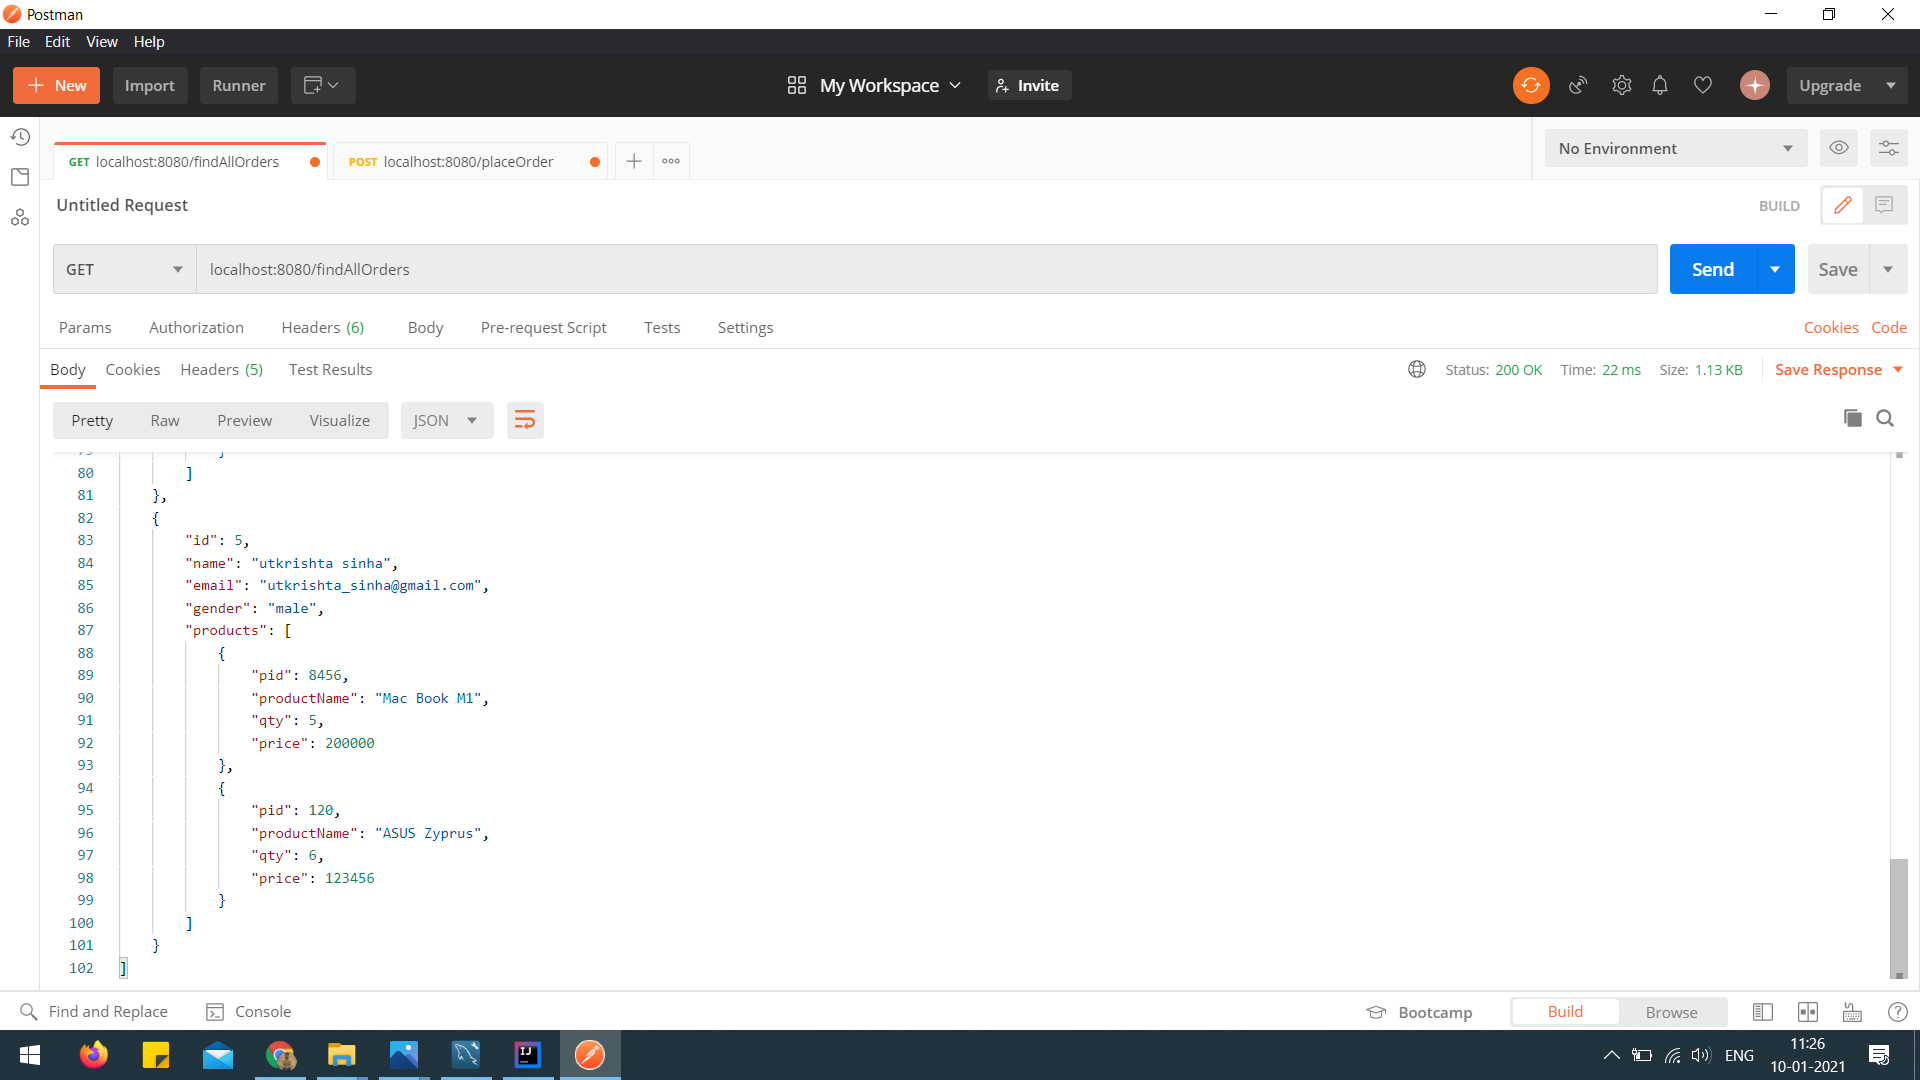 Postman
File Edit View Help
New Import Runner My Workspace Invite Upgrade
GET localhost:8080/findAllOrders POST localhost:8080/placeOrder No Environment
Untitled Request BUILD
GET localhost:8080/findAllOrders Send Save
Params Authorization Headers (6) Body Pre-request Script Tests Settings Cookies Code
Body Cookies Headers (5) Test Results Status: 200 OK Time: 22 ms Size: 1.13 KB Save Response
Pretty Raw Preview Visualize JSON
80 ]
81 },
82 {
83 "id": 5,
84 "name": "utkrishta sinha",
85 "email": "utkrishta_sinha@gmail.com",
86 "gender": "male",
87 "products": [
88 {
89 "pid": 8456,
90 "productName": "Mac Book M1",
91 "qty": 5,
92 "price": 200000
93 },
94 {
95 "pid": 120,
96 "productName": "ASUS Zyprus",
97 "qty": 6,
98 "price": 123456
99 }
100 ]
101 }
102 ]
Find and Replace Console Bootcamp Build Browse
ENG 11:26
10-01-2021